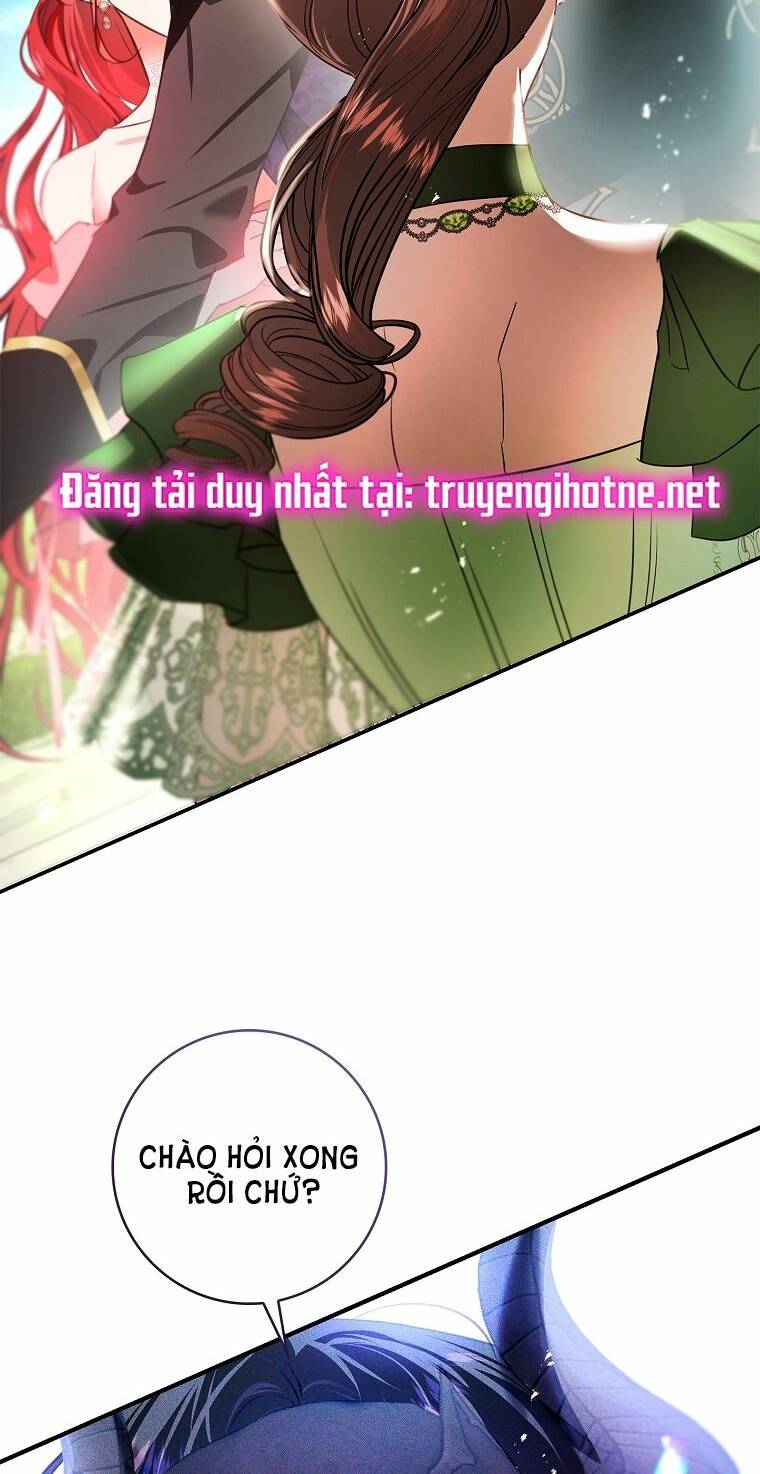 Đăng tải duy nhất tại: truyengihotne.net
CHÀO HỎI XONG
RỒI CHỨ?